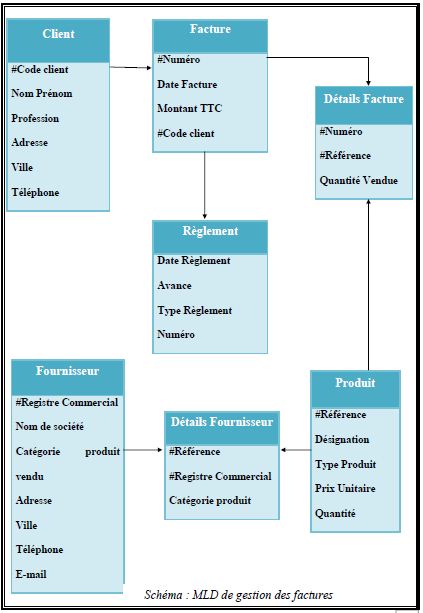 Client
#Code client
Nom Prénom
Profession
Adresse
Ville
Téléphone
Facture
#Numéro
Date Facture
Montant TTC
#Code client
Détails Facture
#Numéro
#Référence
Quantité Vendue
Règlement
Date Règlement
Avance
Type Règlement
Numéro
Fournisseur
#Registre Commercial
Nom de société
Catégorie produit
vendu
Adresse
Ville
Téléphone
E-mail
Détails Fournisseur
#Référence
#Registre Commercial
Catégorie produit
Produit
#Référence
Désignation
Type Produit
Prix Unitaire
Quantité
Schéma : MLD de gestion des factures